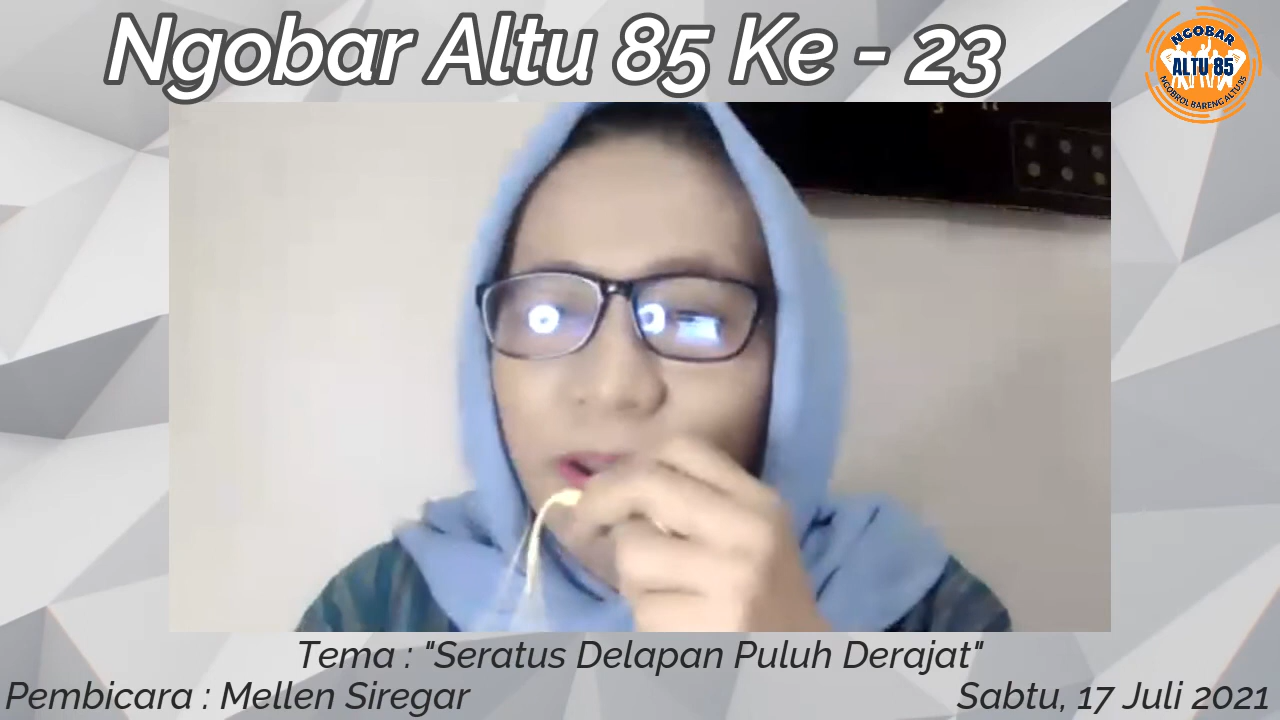 Ngobar Altu 85 Ke - 23
NGOBAR
ALTU 85
NGOBROL BARENG ALTU 85
Tema : "Seratus Delapan Puluh Derajat"
Pembicara : Mellen Siregar
Sabtu, 17 Juli 2021